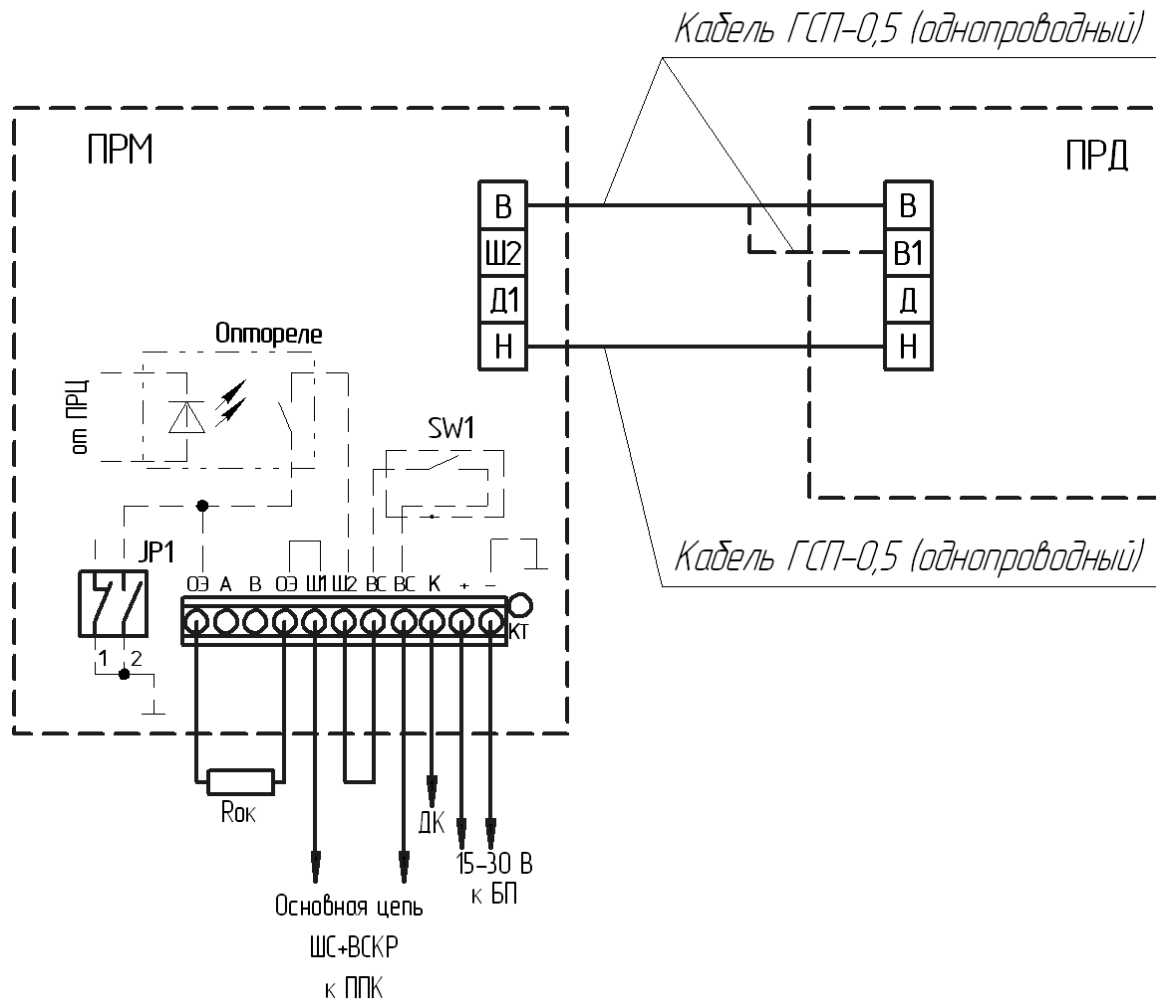 Кабель ГСП-0,5 (однопроводный)
ПРМ
ПРД
В
Ш2
Д1
Н
В
В1
Д
Н
Оптореле
от ПРЦ
SW1
JP1
1 2
ОЭ А В ОЭ Ш1 Ш2 ВС ВС К + -
КТ
Кабель ГСП-0,5 (однопроводный)
Rок
ДК
15-30 В
к БП
Основная цепь
ШС+ВСКР
к ППК